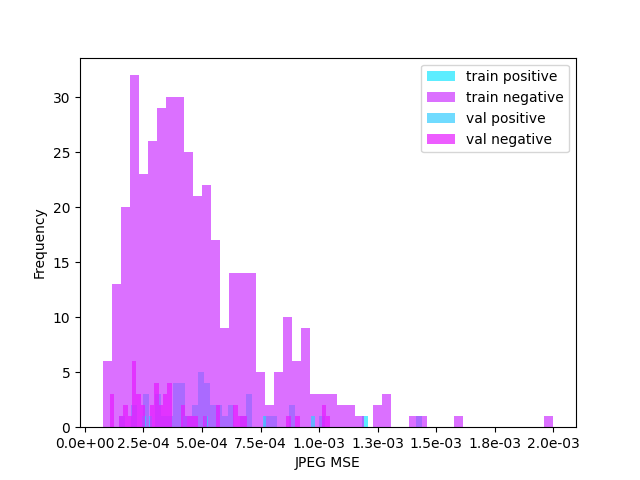 train positive
train negative
val positive
val negative
30
25
20
15
10
5
0
Frequency
0.0e+00 2.5e-04 5.0e-04 7.5e-04 1.0e-03 1.3e-03 1.5e-03 1.8e-03 2.0e-03
JPEG MSE